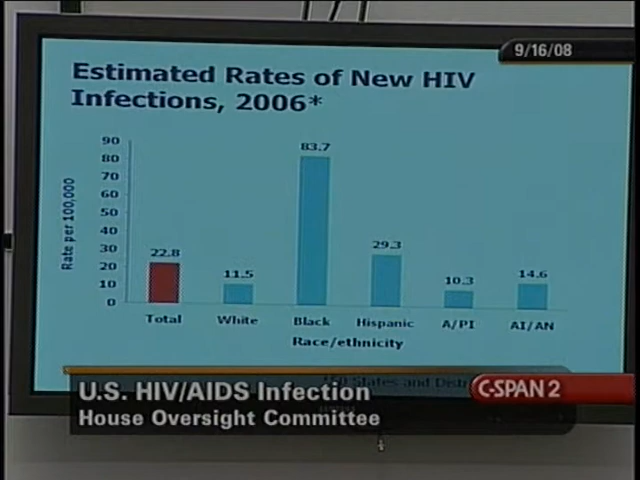 9/16/08
Estimated Rates of New HIV
Infections, 2006*
Rate per 100,000
90
80
70
60
50
40
30
20
10
0
22.8
11.5
83.7
29.3
10.3
14.6
Total
White
Black
Hispanic
A/PI
AI/AN
Race/ethnicity
States and
U.S. HIV/AIDS Infection
House Oversight Committee
C-SPAN 2